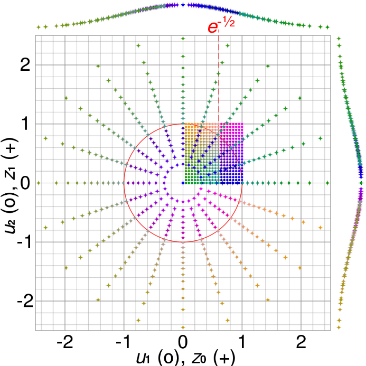 e^-½
2
1
0
-1
-2
u₂ (o), z₁ (+)
-2 -1 0 1 2
u₁ (o), z₀ (+)